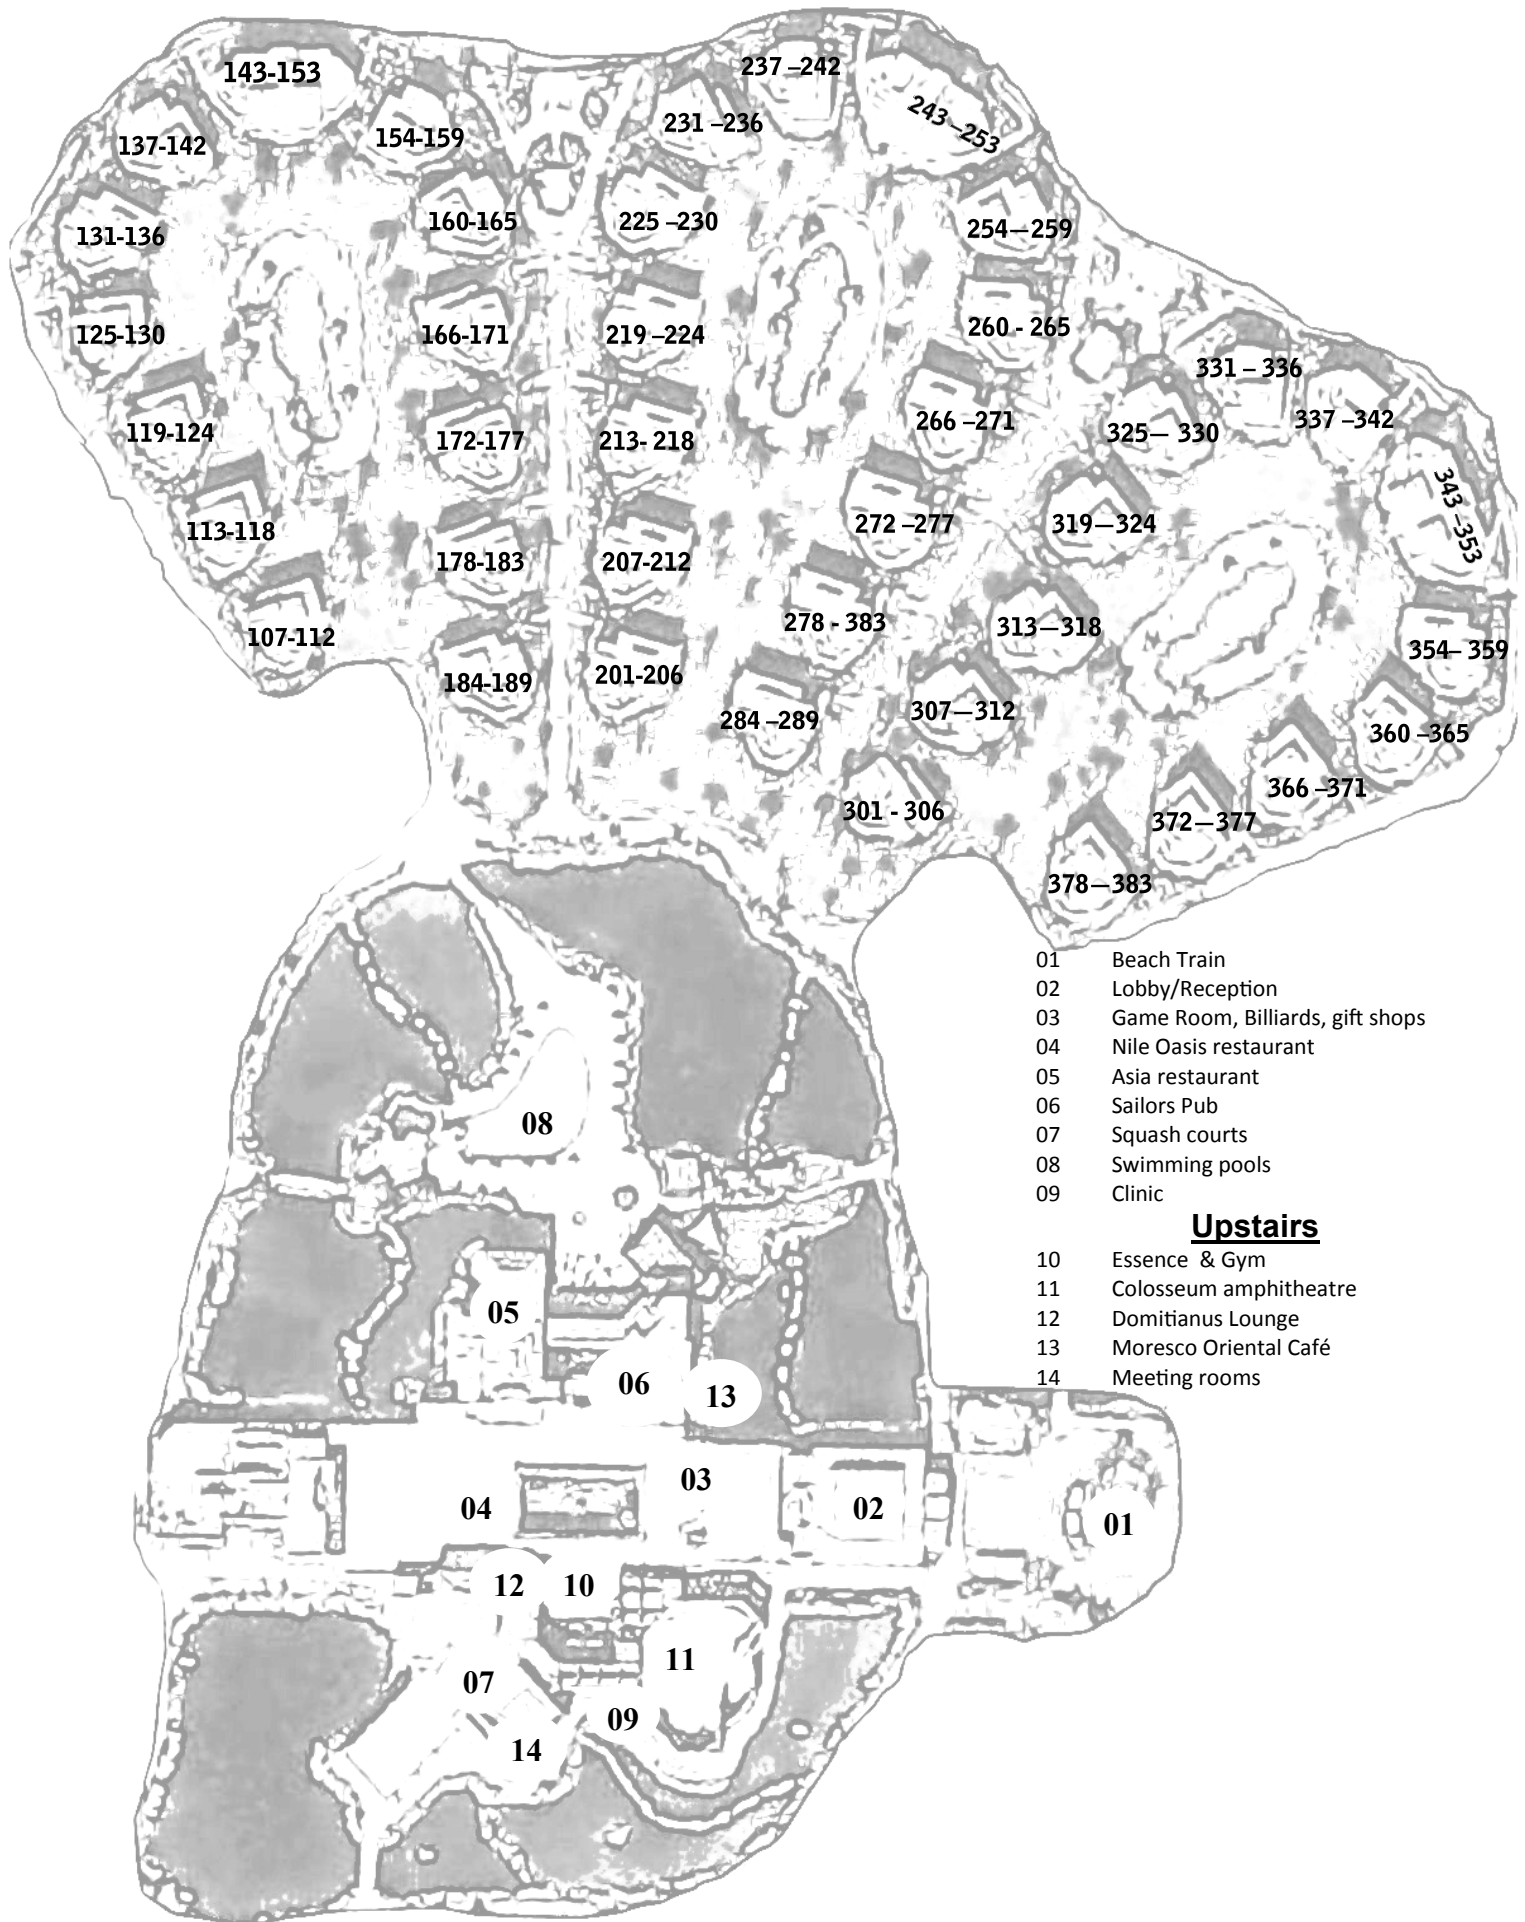 143-153
237 –242
243 –253
231 –236
154-159
137-142
160-165
225 –230
254—259
131-136
125-130
166-171
219 –224
260 - 265
331 – 336
119-124
172-177
213- 218
266 –271
325— 330
337 –342
343 –353
113-118
178-183
207-212
272 –277
319—324
107-112
184-189
201-206
278 - 383
313—318
354– 359
284 –289
307—312
360 –365
301 - 306
366 –371
372—377
378—383
01 Beach Train
02 Lobby/Reception
03 Game Room, Billiards, gift shops
04 Nile Oasis restaurant
05 Asia restaurant
06 Sailors Pub
07 Squash courts
08 Swimming pools
09 Clinic
Upstairs
10 Essence & Gym
11 Colosseum amphitheatre
12 Domitianus Lounge
13 Moresco Oriental Café
14 Meeting rooms
08
05
06
13
03
04
02
01
12
10
11
07
09
14